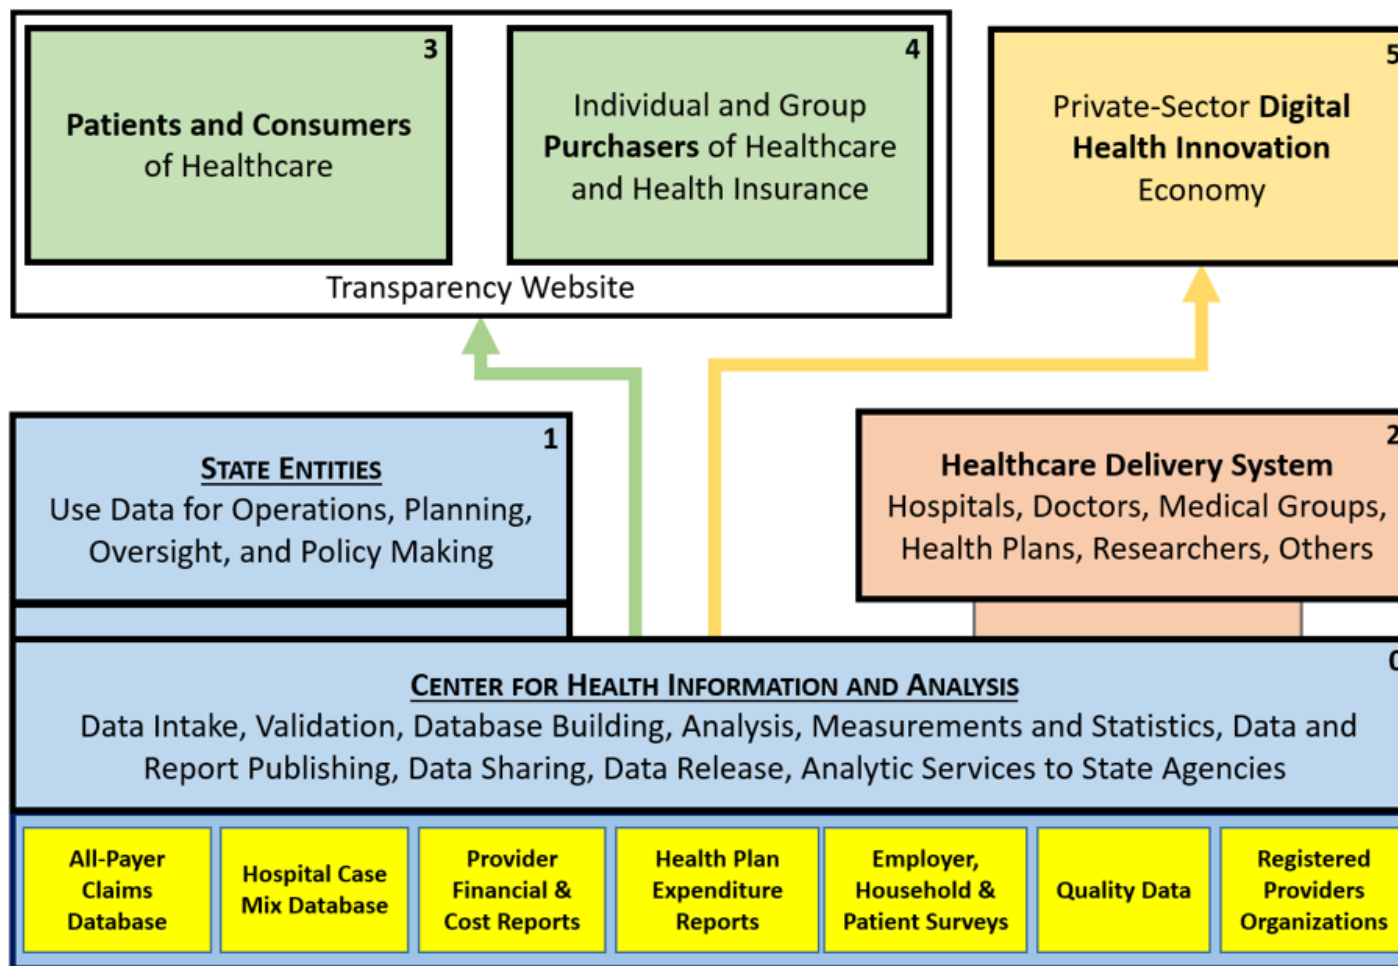 3
Patients and Consumers
of Healthcare
4
Individual and Group
Purchasers of Healthcare
and Health Insurance
Transparency Website
5
Private-Sector Digital
Health Innovation
Economy
1
STATE ENTITIES
Use Data for Operations, Planning,
Oversight, and Policy Making
2
Healthcare Delivery System
Hospitals, Doctors, Medical Groups,
Health Plans, Researchers, Others
0
CENTER FOR HEALTH INFORMATION AND ANALYSIS
Data Intake, Validation, Database Building, Analysis, Measurements and Statistics, Data and
Report Publishing, Data Sharing, Data Release, Analytic Services to State Agencies
All-Payer
Claims
Database
Hospital Case
Mix Database
Provider
Financial &
Cost Reports
Health Plan
Expenditure
Reports
Employer,
Household &
Patient Surveys
Quality Data
Registered
Providers
Organizations